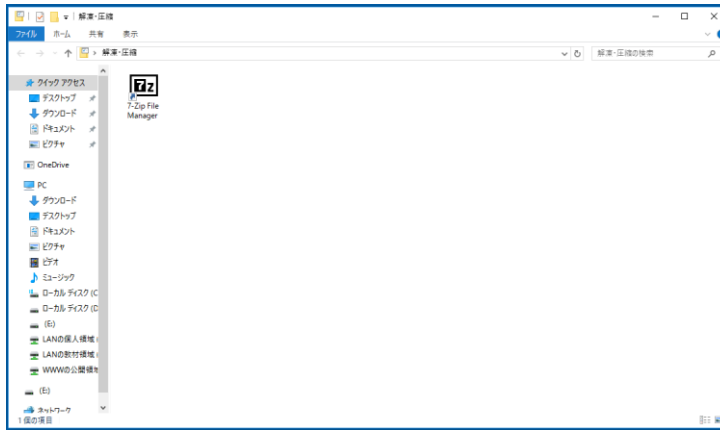 解凍・圧縮
ファイル ホーム 共有 表示
解凍・圧縮
解凍・圧縮の検索
クイック アクセス
デスクトップ
ダウンロード
ドキュメント
ピクチャ
OneDrive
PC
ダウンロード
デスクトップ
ドキュメント
ピクチャ
ビデオ
ミュージック
ローカル ディスク (C
ローカル ディスク (D
(E:)
LANの個人領域 (
LANの教材領域 (
WWWの公開領域
(E:)
ネットワーク
7z
7-Zip File
Manager
1 個の項目